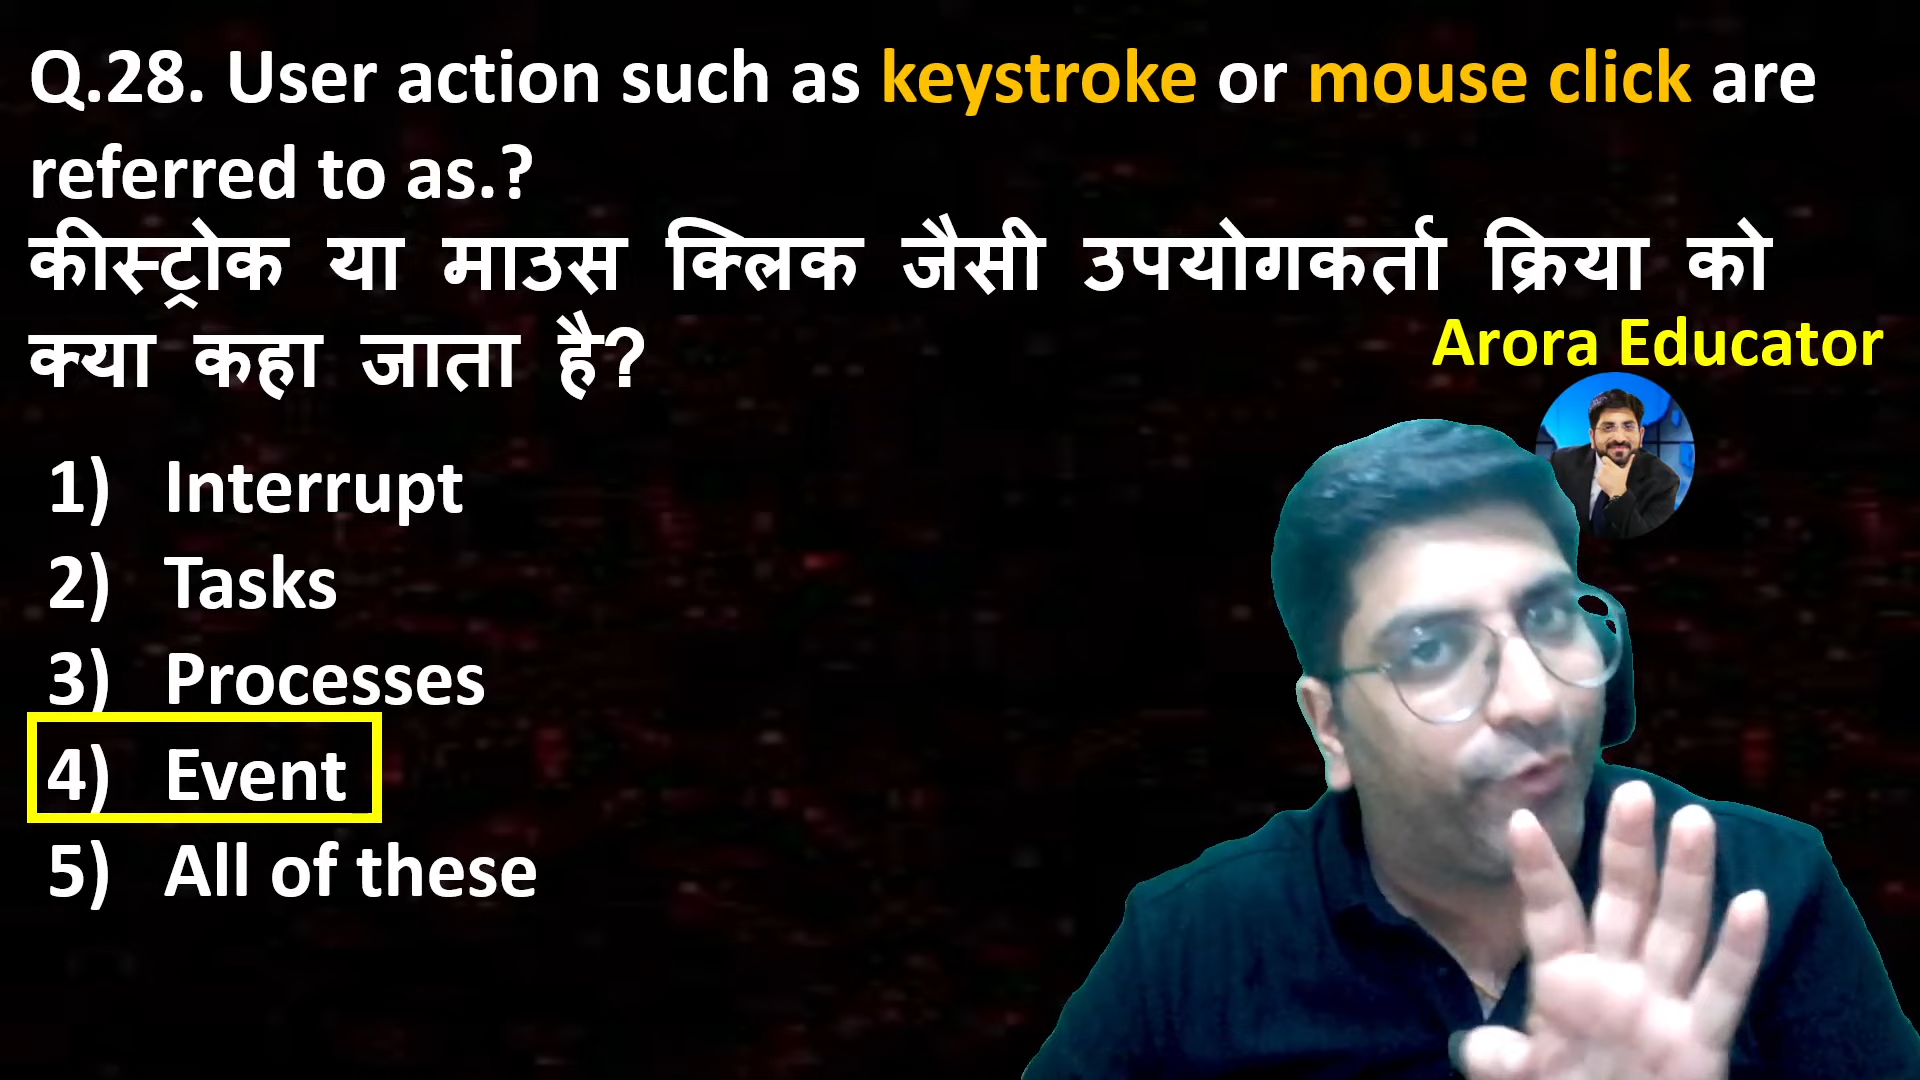 Q.28. User action such as keystroke or mouse click are
referred to as.?
कीस्ट्रोक या माउस क्लिक जैसी उपयोगकर्ता क्रिया को
क्या कहा जाता है?
Arora Educator
1) Interrupt
2) Tasks
3) Processes
4) Event
5) All of these